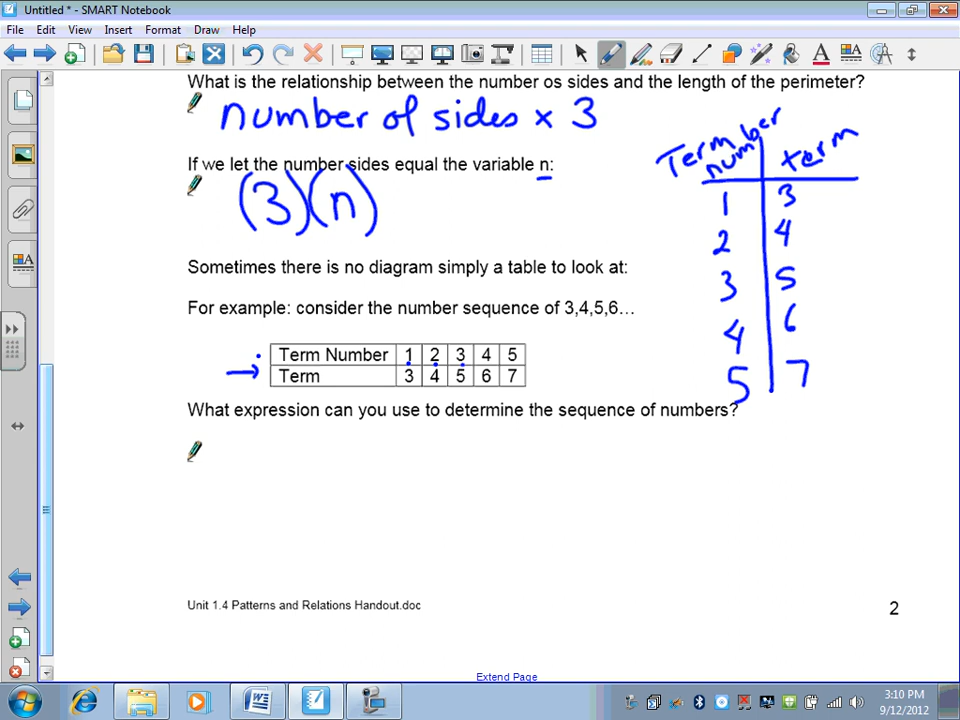 Untitled * - SMART Notebook
File Edit View Insert Format Draw Help
What is the relationship between the number os sides and the length of the perimeter?
number of sides x 3
If we let the number sides equal the variable n:
(3)(n)
Term number term
1 3
2 4
3 5
4 6
5 7
Sometimes there is no diagram simply a table to look at:
For example: consider the number sequence of 3,4,5,6…
Term Number 1 2 3 4 5
Term 3 4 5 6 7
What expression can you use to determine the sequence of numbers?
Unit 1.4 Patterns and Relations Handout.doc
2
Extend Page
3:10 PM
9/12/2012